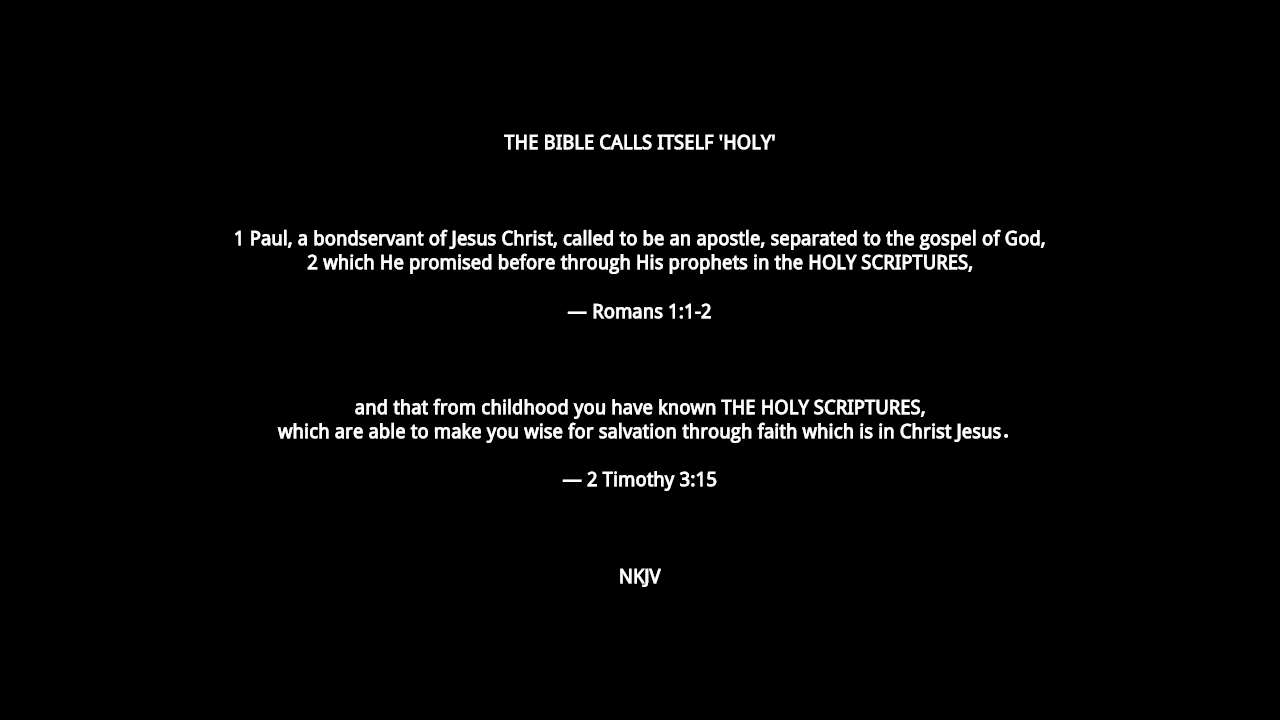 THE BIBLE CALLS ITSELF 'HOLY'
1 Paul, a bondservant of Jesus Christ, called to be an apostle, separated to the gospel of God,
2 which He promised before through His prophets in the HOLY SCRIPTURES,
— Romans 1:1-2
and that from childhood you have known THE HOLY SCRIPTURES,
which are able to make you wise for salvation through faith which is in Christ Jesus.
— 2 Timothy 3:15
NKJV